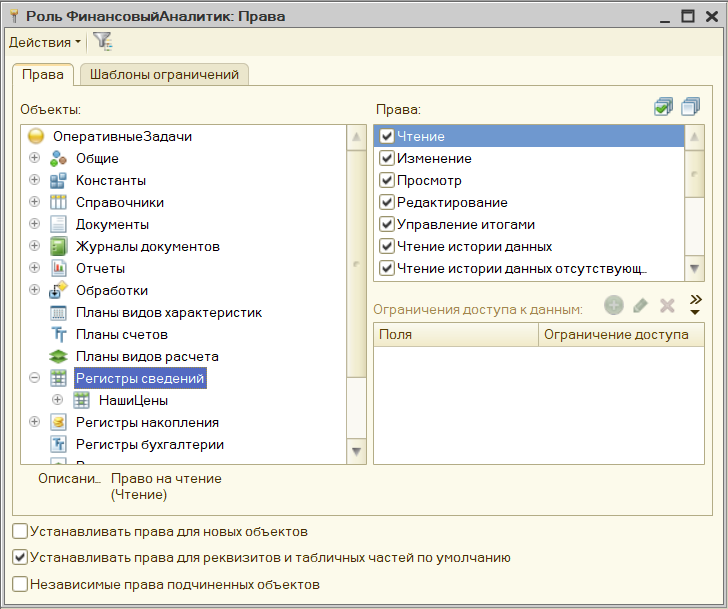 Роль ФинансовыйАналитик: Права
Действия
Права
Шаблоны ограничений
Объекты:
ОперативныеЗадачи
Общие
Константы
Справочники
Документы
Журналы документов
Отчеты
Обработки
Планы видов характеристик
Планы счетов
Планы видов расчета
Регистры сведений
НашиЦены
Регистры накопления
Регистры бухгалтерии
Права:
Чтение
Изменение
Просмотр
Редактирование
Управление итогами
Чтение истории данных
Чтение истории данных отсутствующ..
Ограничения доступа к данным:
Поля
Ограничение доступа
Описани.. Право на чтение
(Чтение)
Устанавливать права для новых объектов
Устанавливать права для реквизитов и табличных частей по умолчанию
Независимые права подчиненных объектов